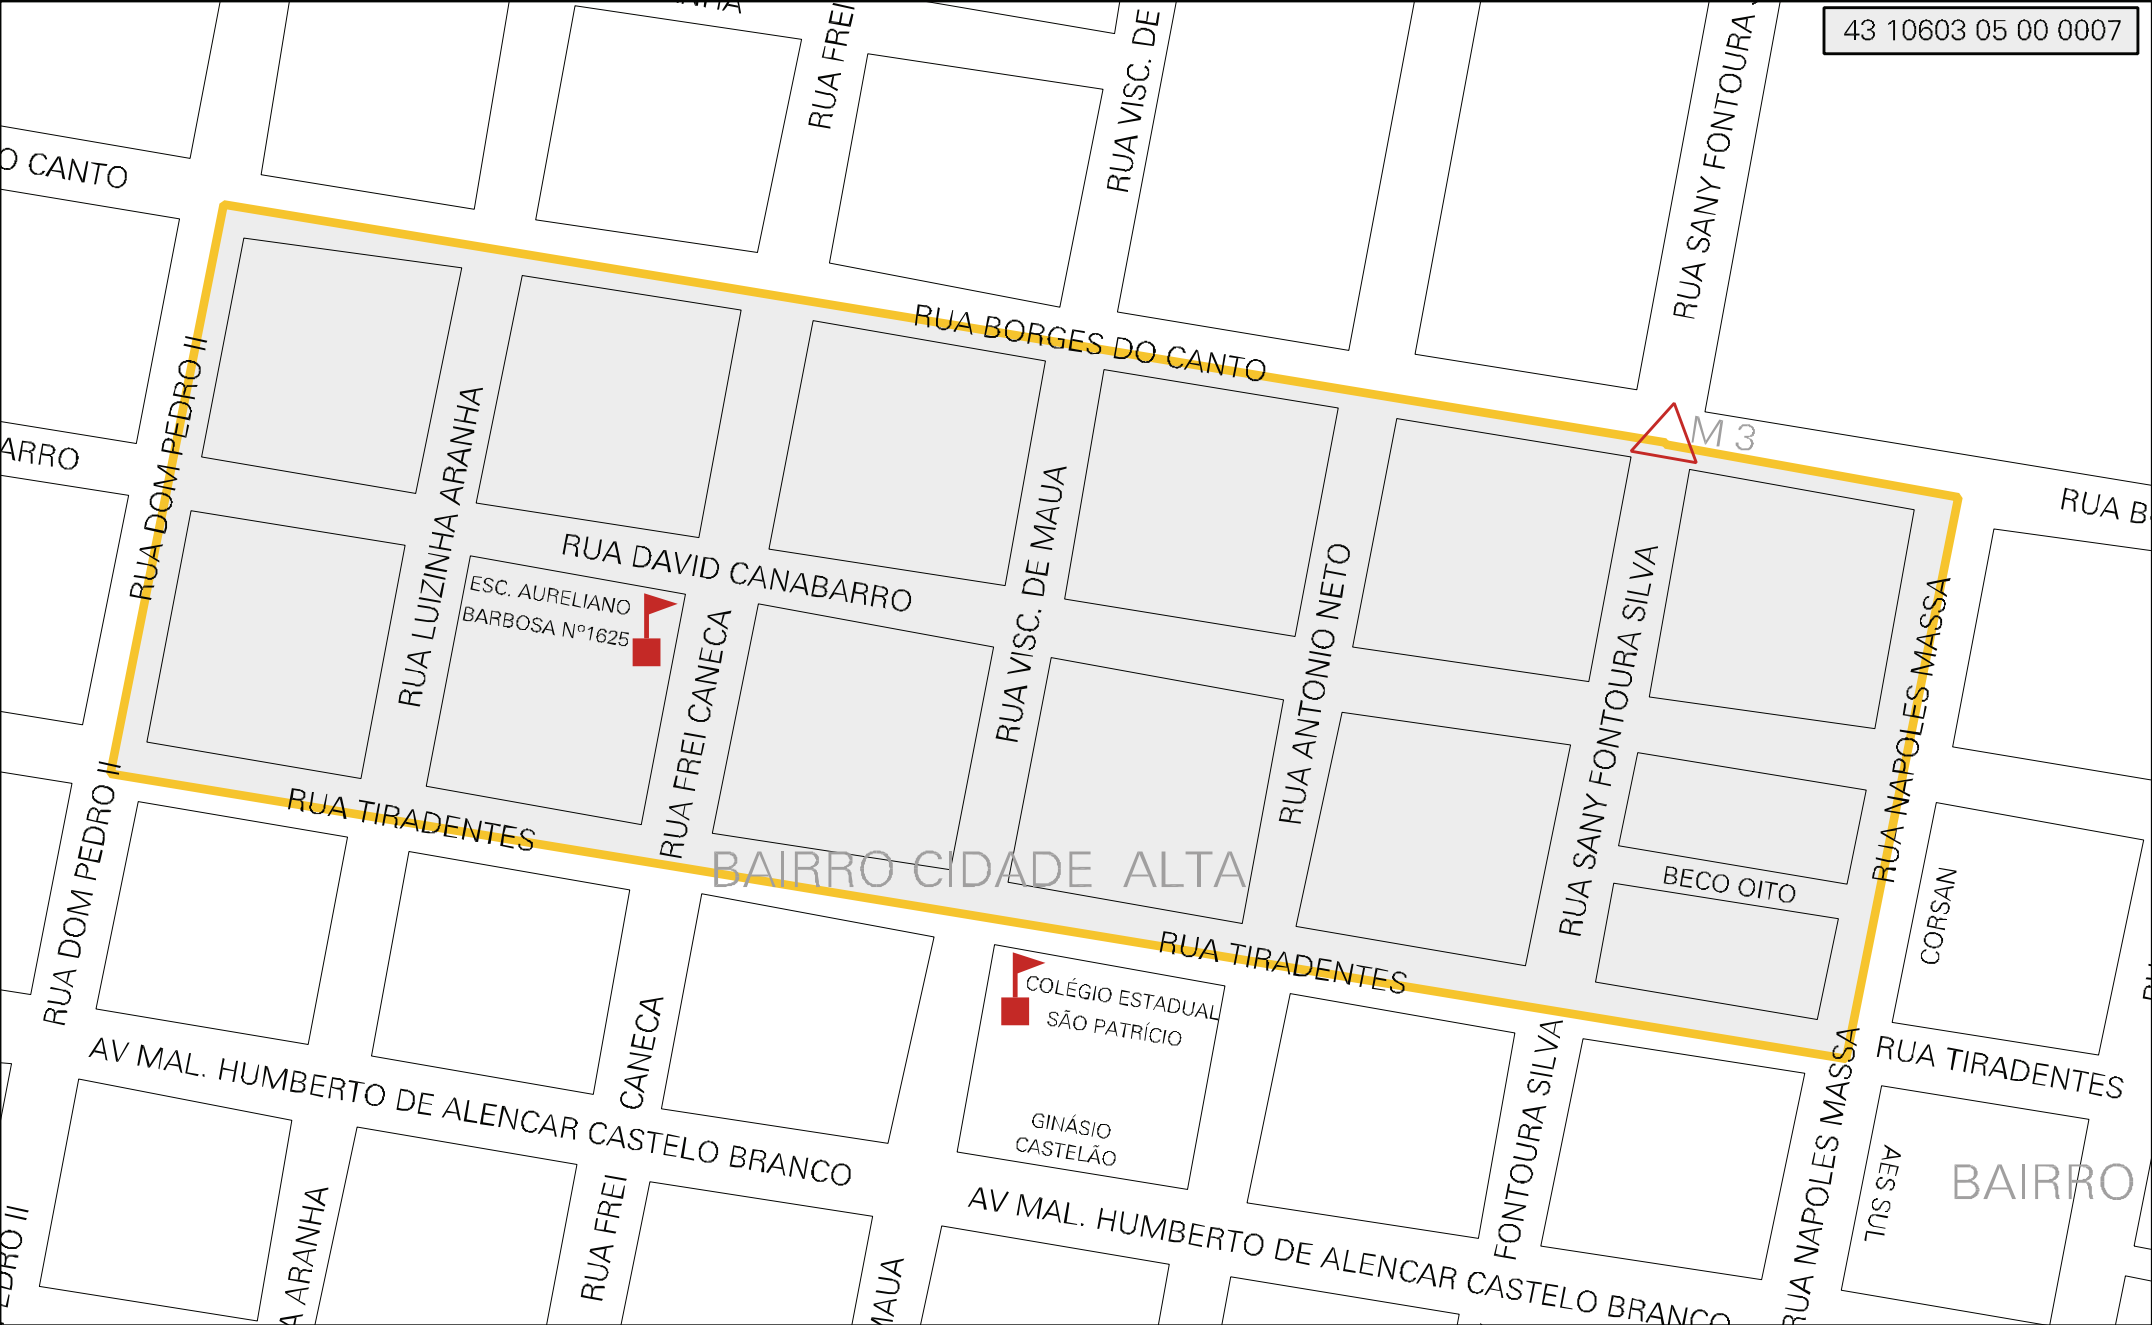 43 10603 05 00 0007
RUA FREI
RUA VISC. DE
RUA SANY FONTOURA
O CANTO
RUA BORGES DO CANTO
M 3
RUA B
ARRO
RUA DOM PEDRO II
RUA LUIZINHA ARANHA
RUA DAVID CANABARRO
ESC. AURELIANO
BARBOSA Nº1625
RUA FREI CANECA
RUA VISC. DE MAUA
RUA ANTONIO NETO
RUA SANY FONTOURA SILVA
RUA NAPOLES MASSA
BECO OITO
RUA TIRADENTES
BAIRRO CIDADE ALTA
RUA TIRADENTES
CORSAN
RUA DOM PEDRO II
COLÉGIO ESTADUAL
SÃO PATRÍCIO
GINÁSIO
CASTELÃO
CANECA
RUA FREI
FONTOURA SILVA
RUA NAPOLES MASSA
RUA TIRADENTES
AV MAL. HUMBERTO DE ALENCAR CASTELO BRANCO
AV MAL. HUMBERTO DE ALENCAR CASTELO BRANCO
AES SUL
BAIRRO
EDRO II
A ARANHA
MAUA